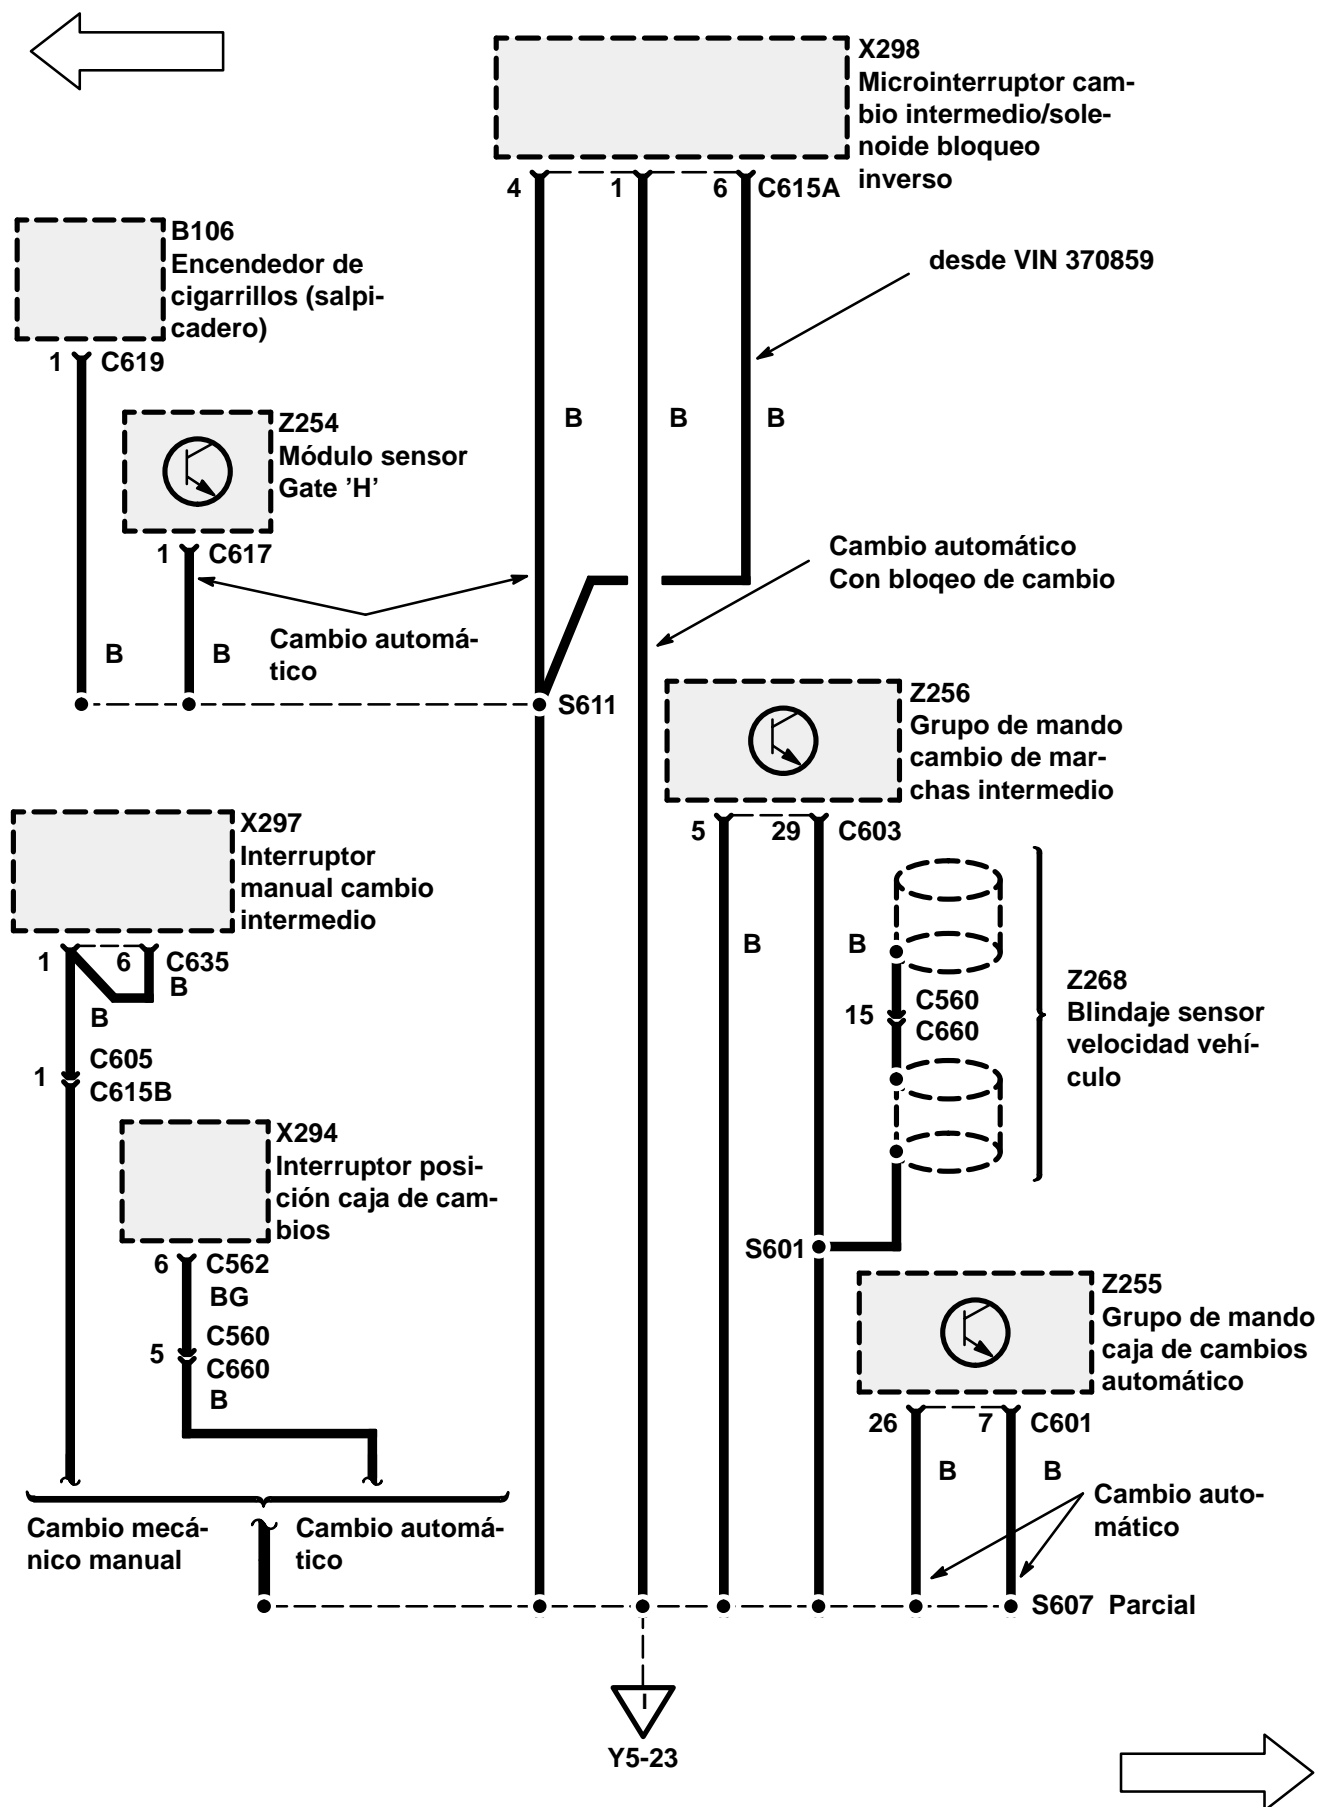 X298
Microinterruptor cam-
bio intermedio/sole-
noide bloqueo
inverso
4
1
6
C615A
B106
Encendedor de
cigarrillos (salpi-
cadero)
1
C619
desde VIN 370859
Z254
Módulo sensor
Gate ’H’
B
B
B
1
C617
Cambio automático
Con bloqeo de cambio
Cambio automá-
tico
B
B
S611
Z256
Grupo de mando
cambio de mar-
chas intermedio
X297
Interruptor
manual cambio
intermedio
5
29
C603
1
6
C635
B
B
B
B
Z268
Blindaje sensor
velocidad vehí-
culo
15
C560
C660
1
C605
C615B
X294
Interruptor posi-
ción caja de cam-
bios
S601
6
C562
BG
5
C560
C660
B
Z255
Grupo de mando
caja de cambios
automático
26
7
C601
B
B
Cambio auto-
mático
Cambio mecá-
nico manual
Cambio automá-
tico
S607 Parcial
I
Y5-23